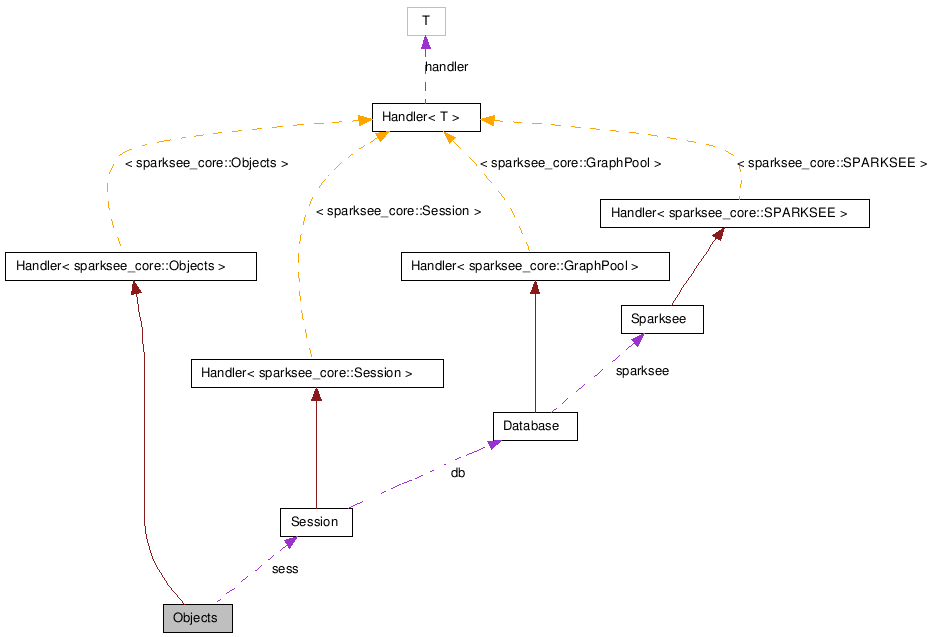 T
handler
Handler< T >
< sparksee_core::Objects >
< sparksee_core::GraphPool >
< sparksee_core::SPARKSEE >
< sparksee_core::Session >
Handler< sparksee_core::SPARKSEE >
Handler< sparksee_core::Objects >
Handler< sparksee_core::GraphPool >
Sparksee
Handler< sparksee_core::Session >
sparksee
Database
db
Session
sess
Objects